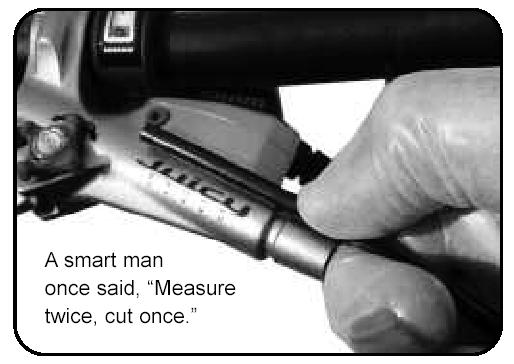 Juicy
A smart man
once said, “Measure
twice, cut once.”